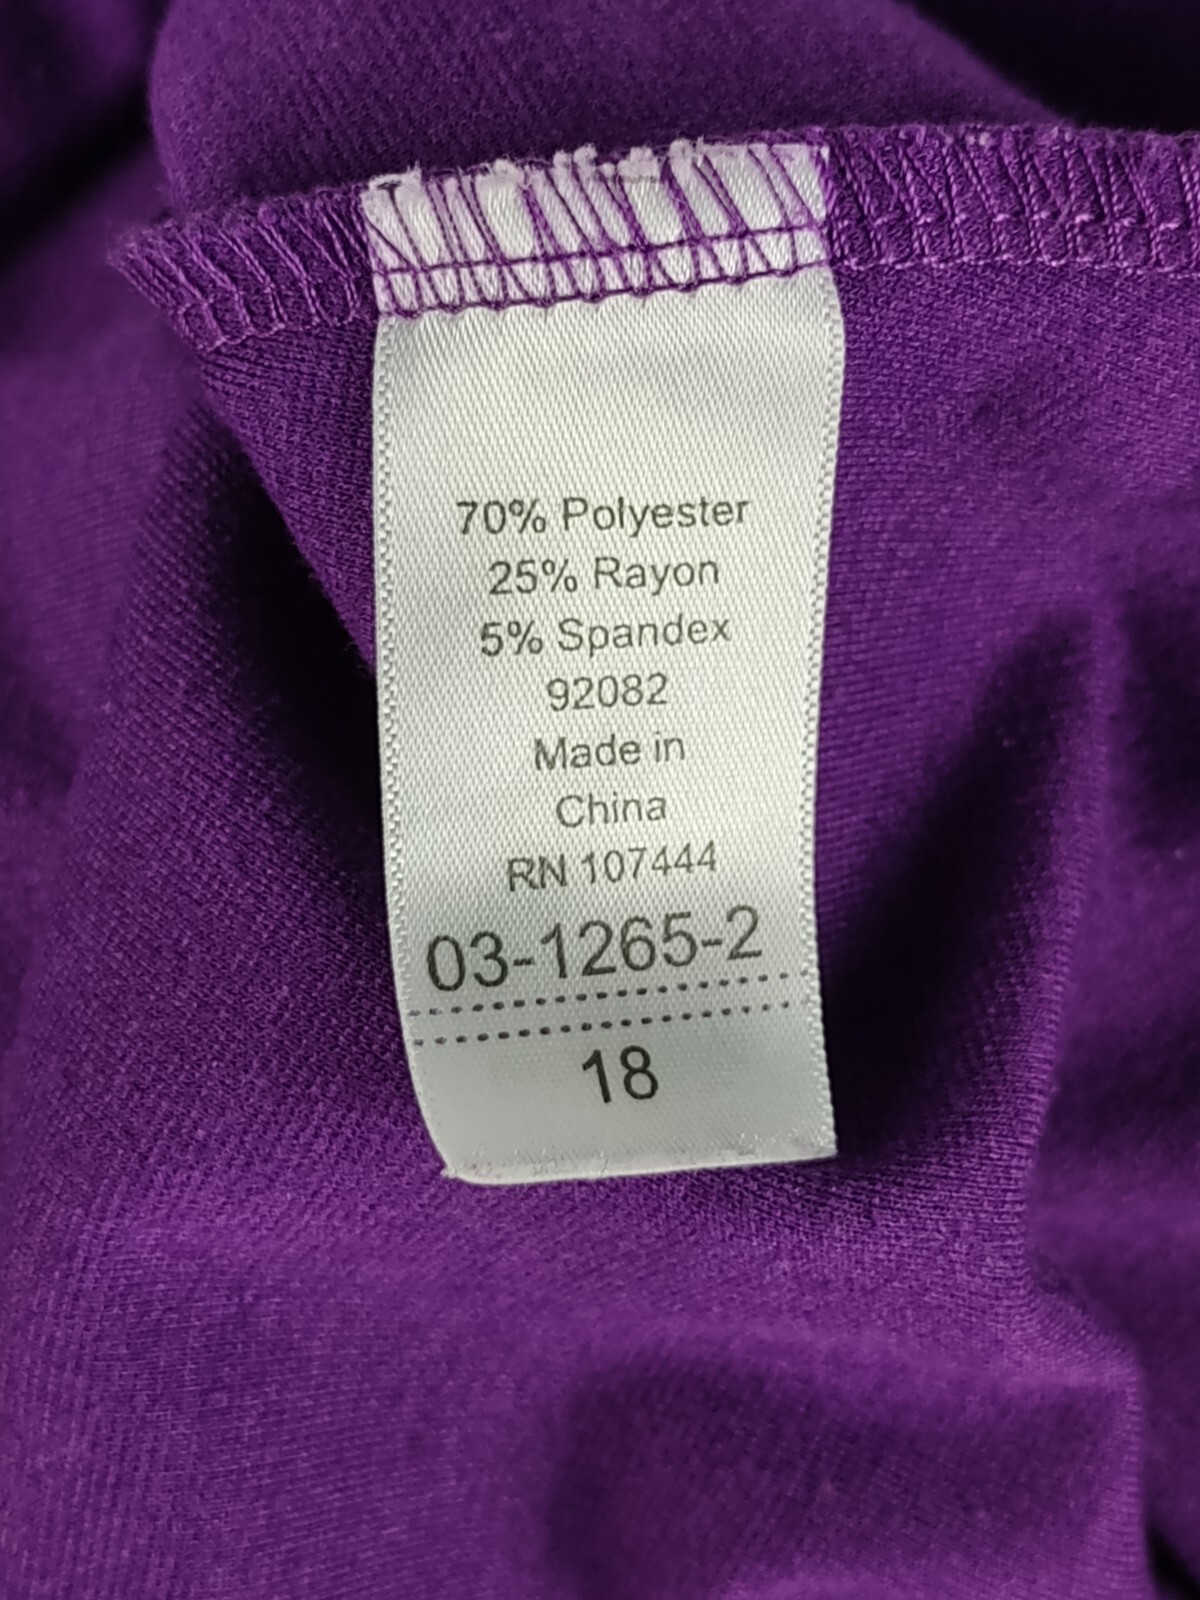 70% Polyester
25% Rayon
5% Spandex
92082
Made in
China
RN 107444
03-1265-2
18